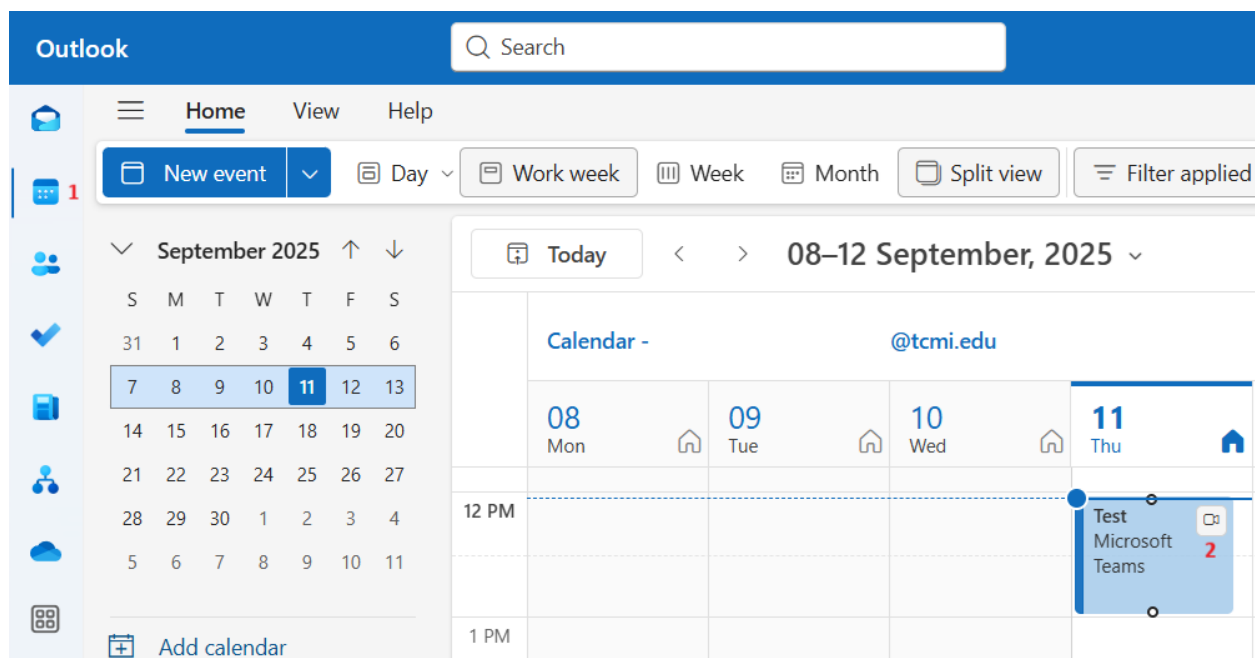 Outlook
Search
Home View Help
1
New event Day Work week Week Month Split view Filter applied
September 2025
S M T W T F S
31 1 2 3 4 5 6
7 8 9 10 11 12 13
14 15 16 17 18 19 20
21 22 23 24 25 26 27
28 29 30 1 2 3 4
5 6 7 8 9 10 11
Add calendar
Today 08–12 September, 2025
Calendar - @tcmi.edu
08 09 10 11
Mon Tue Wed Thu
12 PM
Test
Microsoft
Teams
2
1 PM